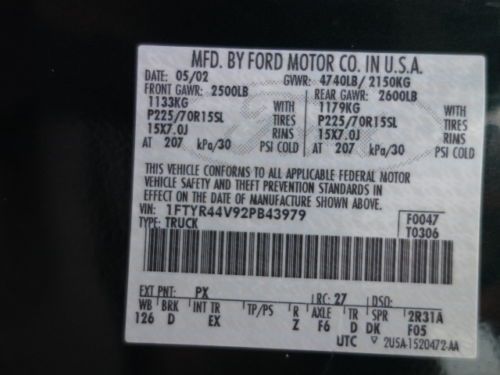 MFD. BY FORD MOTOR CO. IN U.S.A.
DATE: 05/02 GVWR: 4740LB/ 2150KG
FRONT GAWR: 2500LB REAR GAWR: 2600LB
1133KG WITH 1179KG WITH
P225/70R15SL TIRES P225/70R15SL TIRES
15X7.0J RIMS 15X7.0J RIMS
AT 207 kPa/30 PSI COLD AT 207 kPa/30 PSI COLD
THIS VEHICLE CONFORMS TO ALL APPLICABLE FEDERAL MOTOR
VEHICLE SAFETY AND THEFT PREVENTION STANDARDS IN
EFFECT ON THE DATE OF MANUFACTURE SHOWN ABOVE.
VIN: 1FTYR44V92PB43979 F0047
TYPE: TRUCK T0306
EXT PNT: PX RC: 27 DSO:
WB BRK INT TP/PS R AXLE TR SPR 2R31A
126 D EX Z F6 D DK F05
UTC 2U5A-1520472-AA